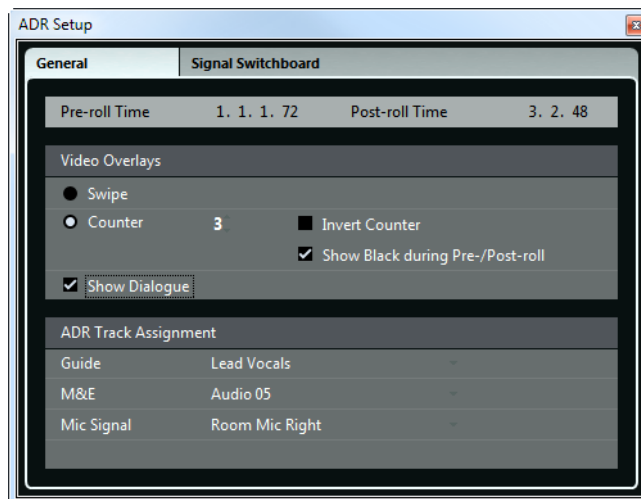 ADR Setup
General Signal Switchboard
Pre-roll Time 1. 1. 1. 72 Post-roll Time 3. 2. 48
Video Overlays
Swipe
Counter 3 Invert Counter
Show Black during Pre-/Post-roll
Show Dialogue
ADR Track Assignment
Guide Lead Vocals
M&E Audio 05
Mic Signal Room Mic Right